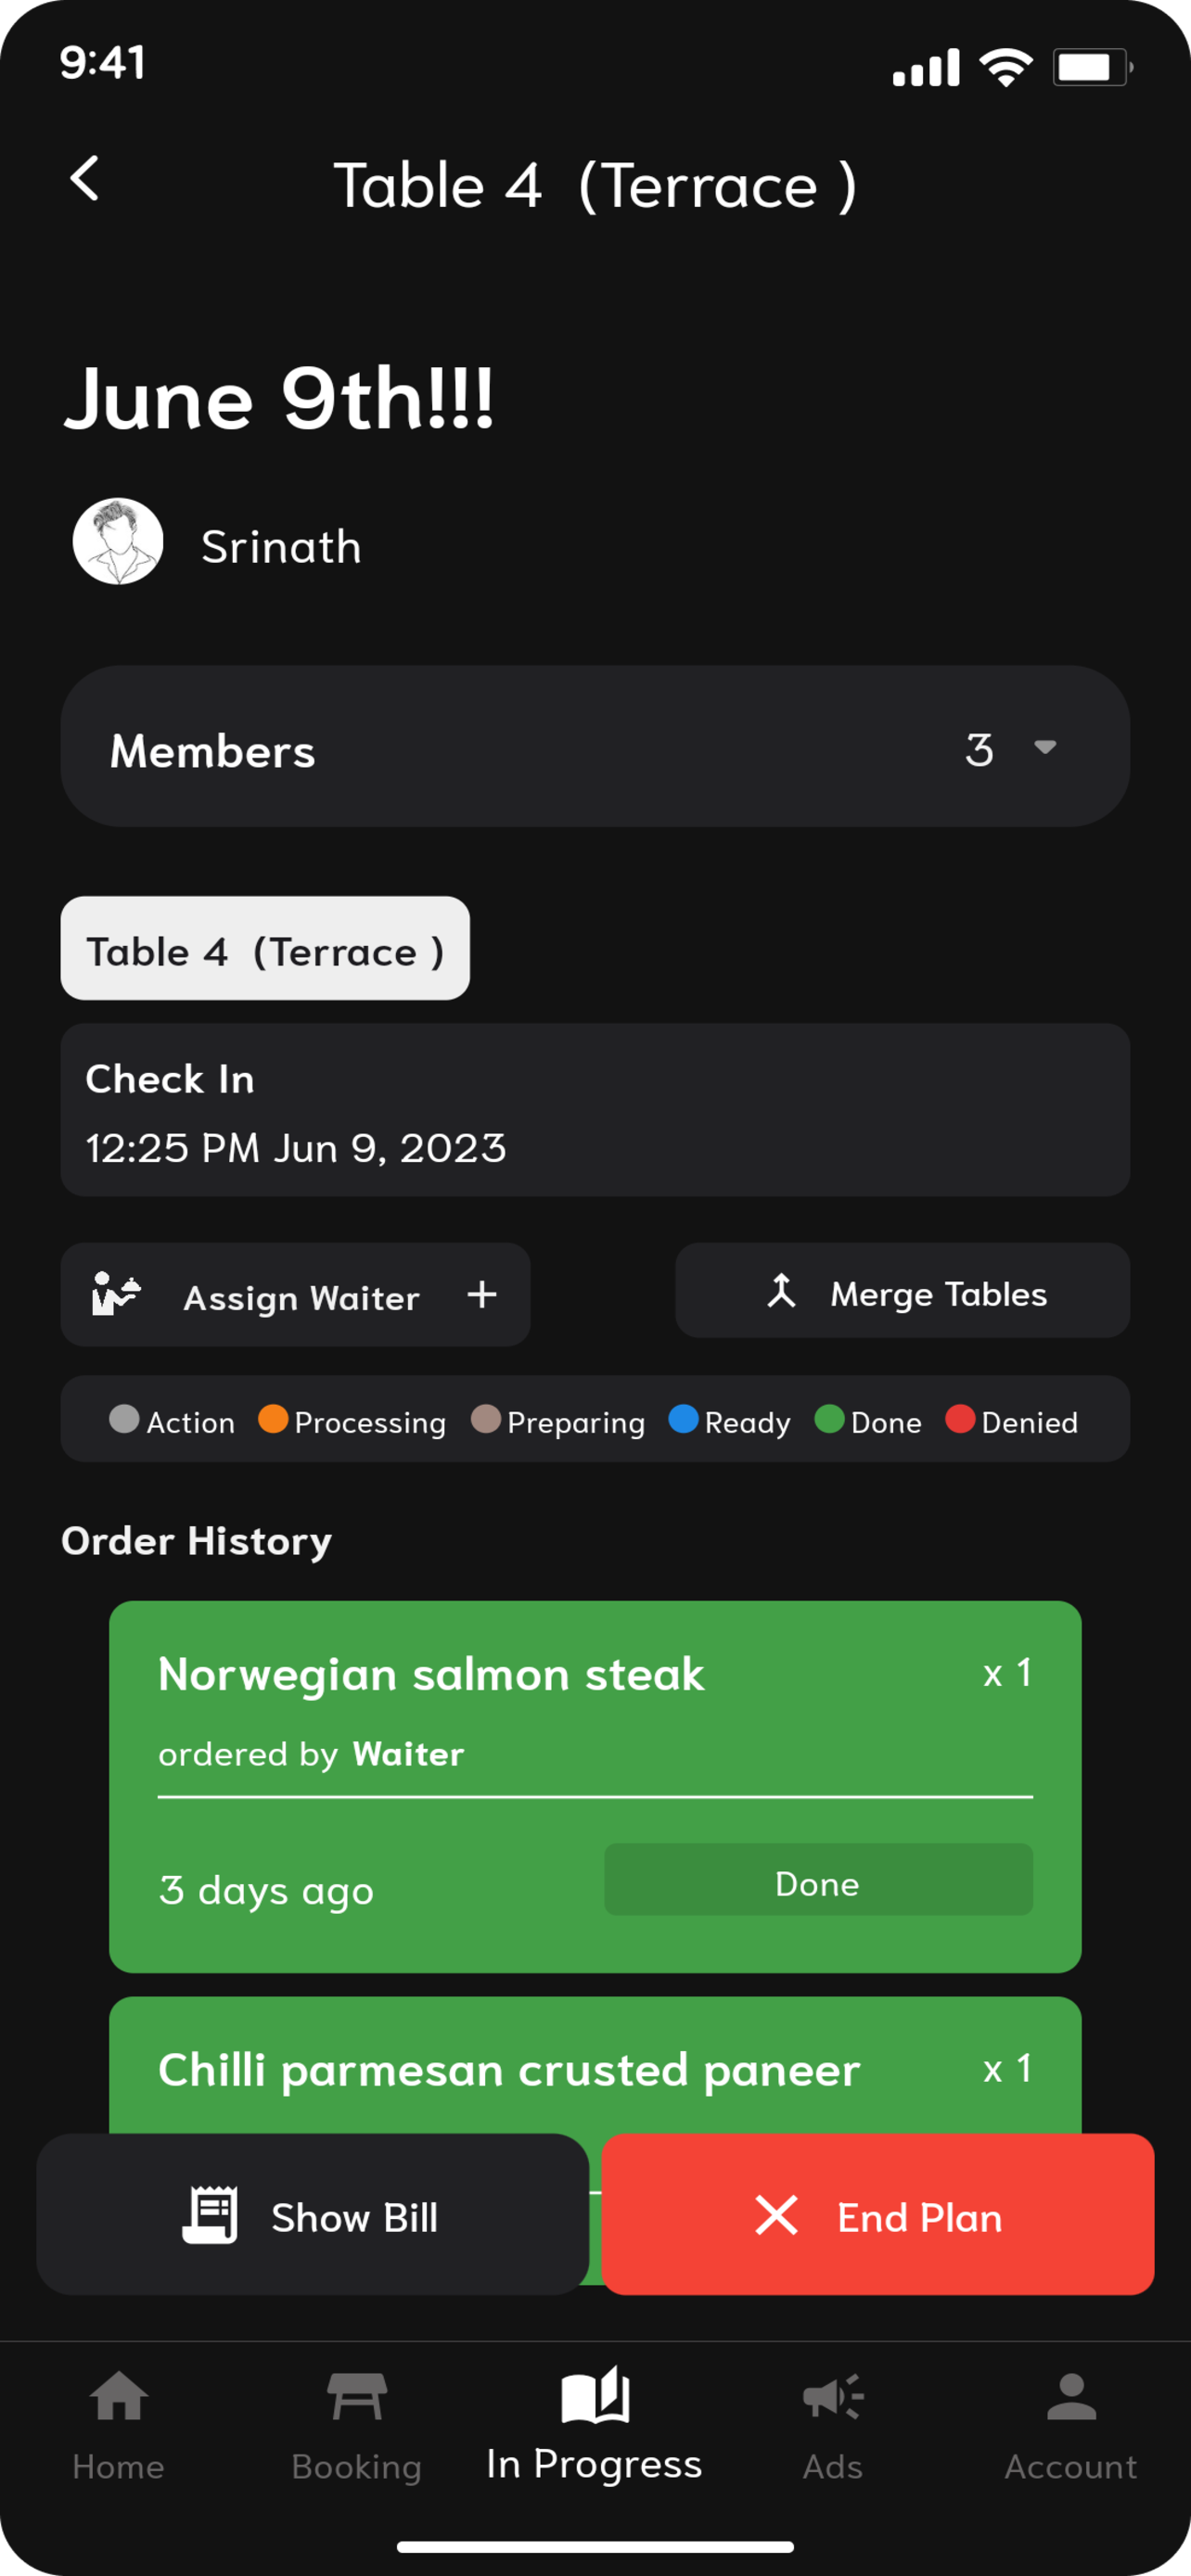 9:41
Table 4 (Terrace )
June 9th!!!
Srinath
Members 3
Table 4 (Terrace )
Check In
12:25 PM Jun 9, 2023
Assign Waiter + Merge Tables
Action Processing Preparing Ready Done Denied
Order History
Norwegian salmon steak x 1
ordered by Waiter
3 days ago Done
Chilli parmesan crusted paneer x 1
Show Bill End Plan
Home Booking In Progress Ads Account